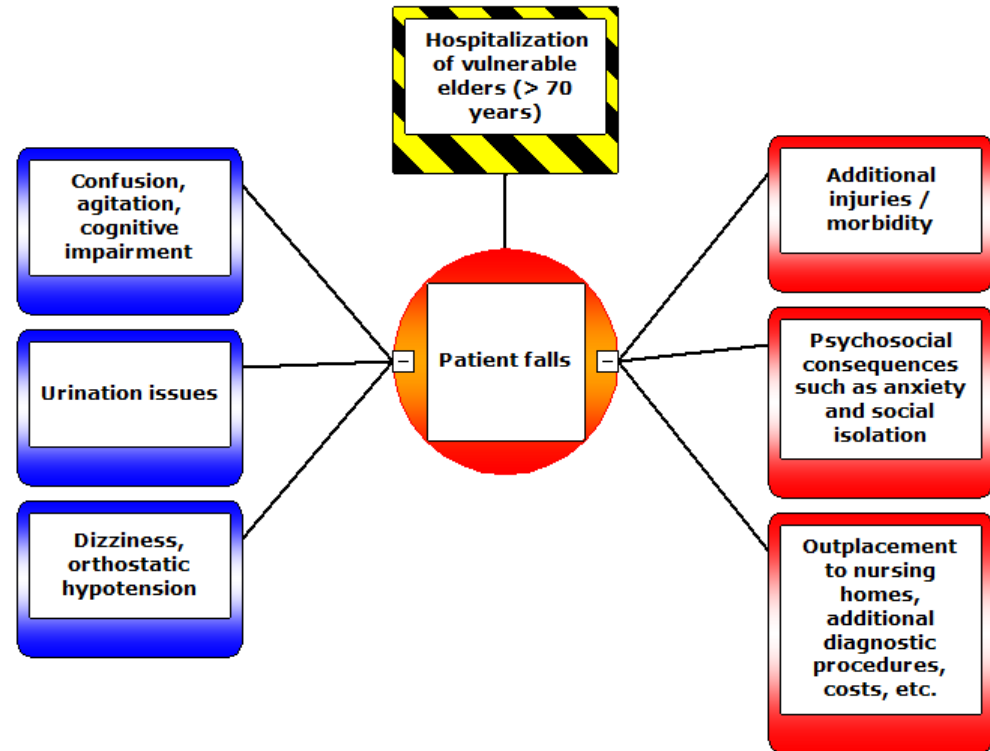 Hospitalization
of vulnerable
elders (> 70
years)
Confusion,
agitation,
cognitive
impairment
Urination issues
Dizziness,
orthostatic
hypotension
Patient falls
Additional
injuries /
morbidity
Psychosocial
consequences
such as anxiety
and social
isolation
Outplacement
to nursing
homes,
additional
diagnostic
procedures,
costs, etc.